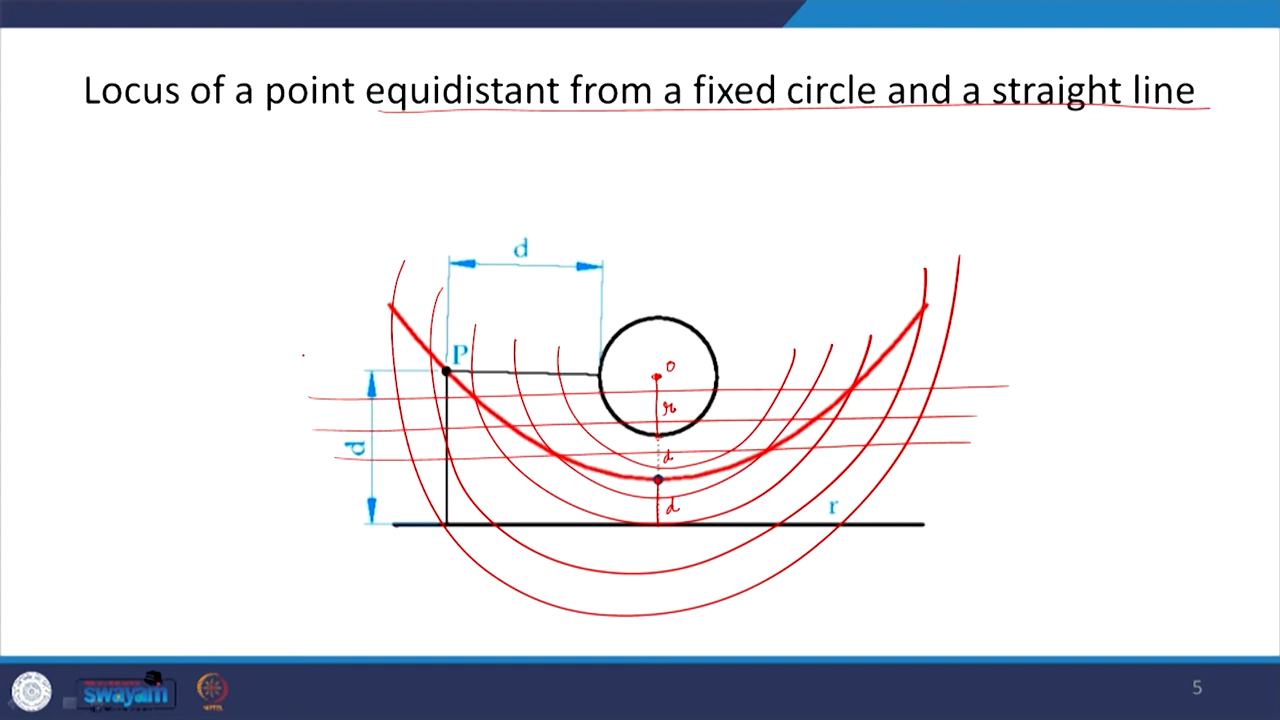 Locus of a point equidistant from a fixed circle and a straight line
d
P
O
r
d
d
d
r
swayam
5